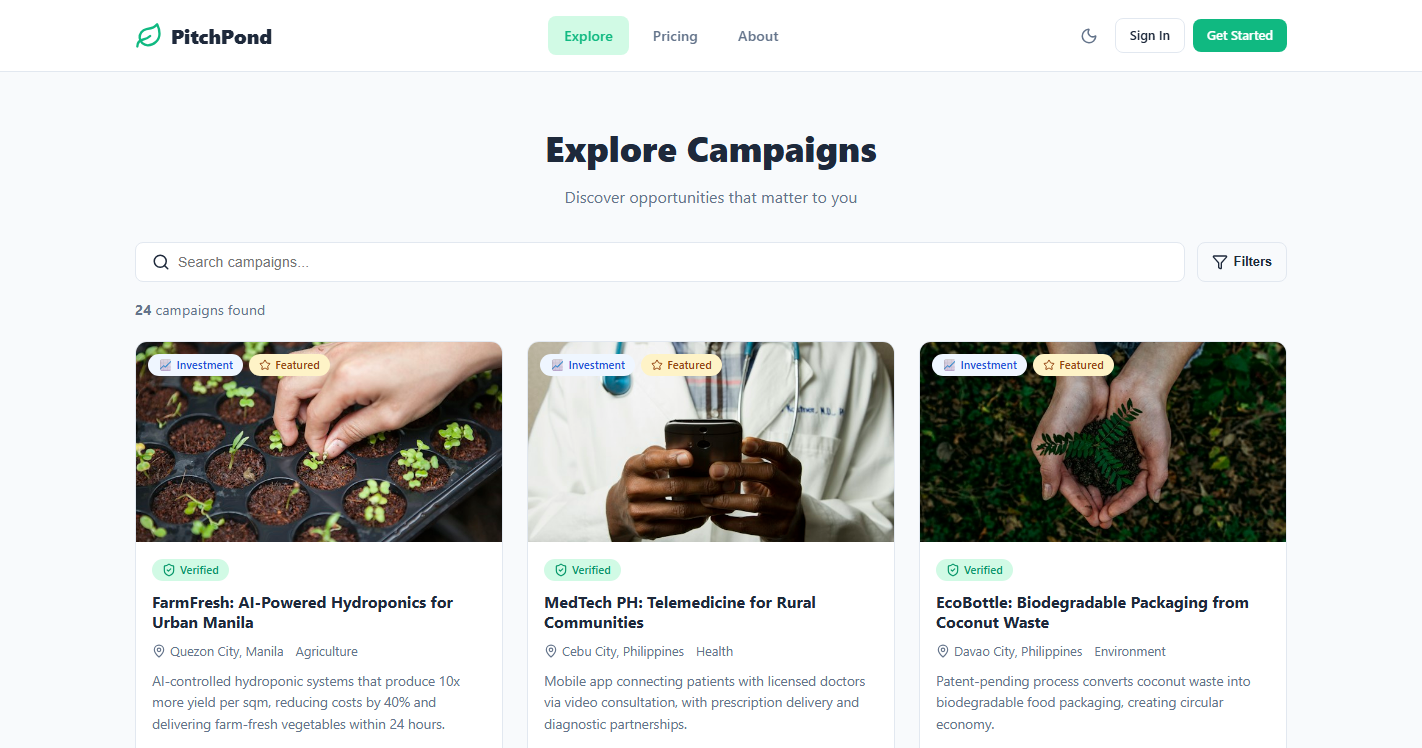 PitchPond
Explore
Pricing
About
Sign In
Get Started
Explore Campaigns
Discover opportunities that matter to you
Search campaigns...
Filters
24 campaigns found
Investment
Featured
Investment
Featured
Investment
Featured
Verified
FarmFresh: AI-Powered Hydroponics for
Urban Manila
Quezon City, Manila Agriculture
AI-controlled hydroponic systems that produce 10x
more yield per sqm, reducing costs by 40% and
delivering farm-fresh vegetables within 24 hours.
Verified
MedTech PH: Telemedicine for Rural
Communities
Cebu City, Philippines Health
Mobile app connecting patients with licensed doctors
via video consultation, with prescription delivery and
diagnostic partnerships.
Verified
EcoBottle: Biodegradable Packaging from
Coconut Waste
Davao City, Philippines Environment
Patent-pending process converts coconut waste into
biodegradable food packaging, creating circular
economy.